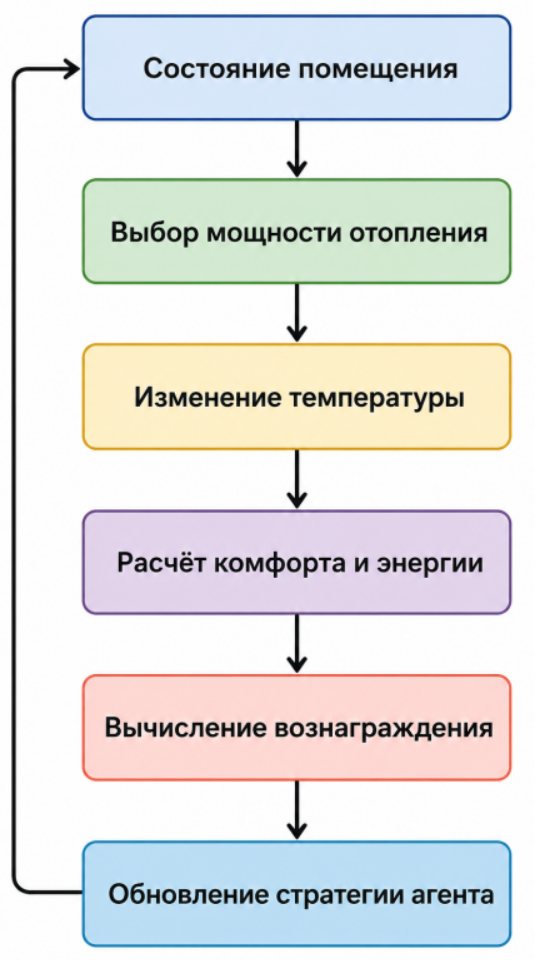 Состояние помещения
Выбор мощности отопления
Изменение температуры
Расчёт комфорта и энергии
Вычисление вознаграждения
Обновление стратегии агента